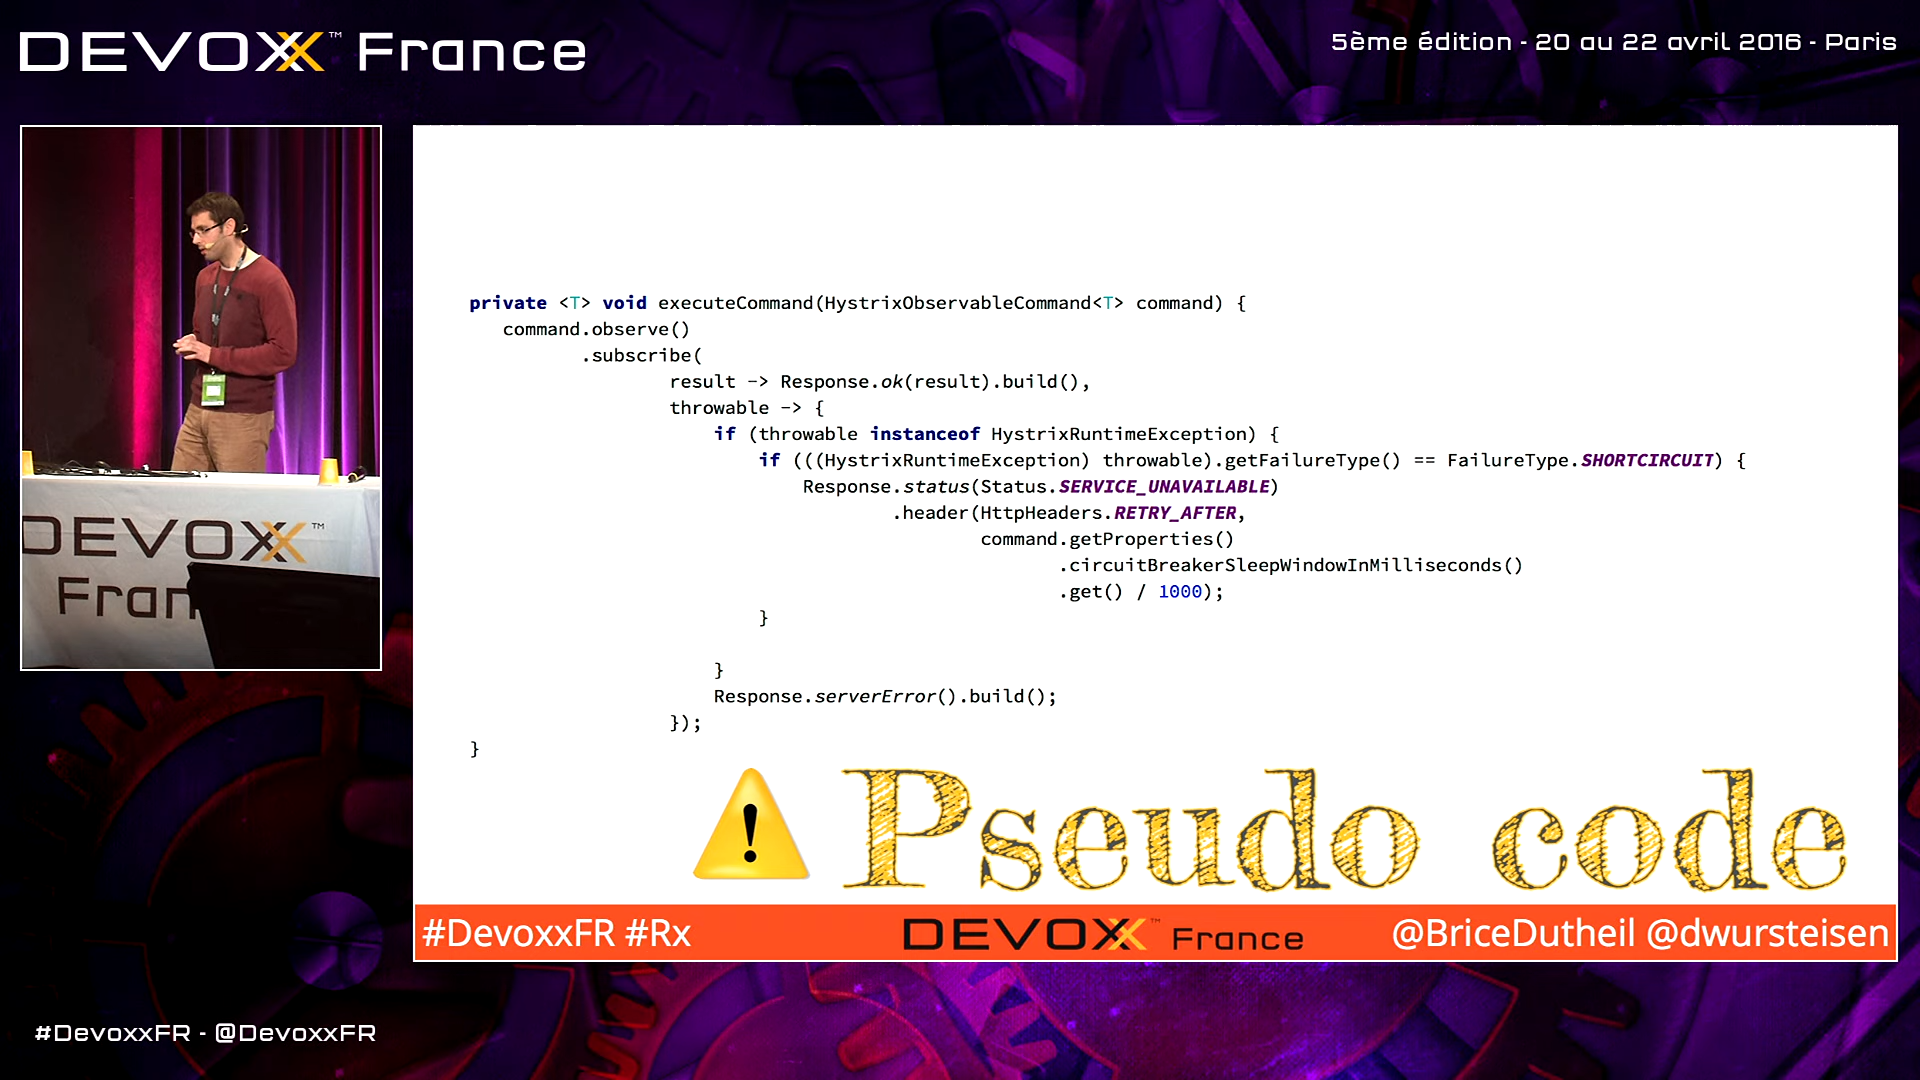 DEVOXX™ France
5ème édition - 20 au 22 avril 2016 - Paris
DEVOXX™
Fran
private <T> void executeCommand(HystrixObservableCommand<T> command) {
command.observe()
.subscribe(
result -> Response.ok(result).build(),
throwable -> {
if (throwable instanceof HystrixRuntimeException) {
if (((HystrixRuntimeException) throwable).getFailureType() == FailureType.SHORTCIRCUIT) {
Response.status(Status.SERVICE_UNAVAILABLE)
.header(HttpHeaders.RETRY_AFTER,
command.getProperties()
.circuitBreakerSleepWindowInMilliseconds()
.get() / 1000);
}
}
Response.serverError().build();
});
}
! Pseudo code
#DevoxxFR #Rx DEVOXX™ France @BriceDutheil @dwursteisen
#DevoxxFR - @DevoxxFR